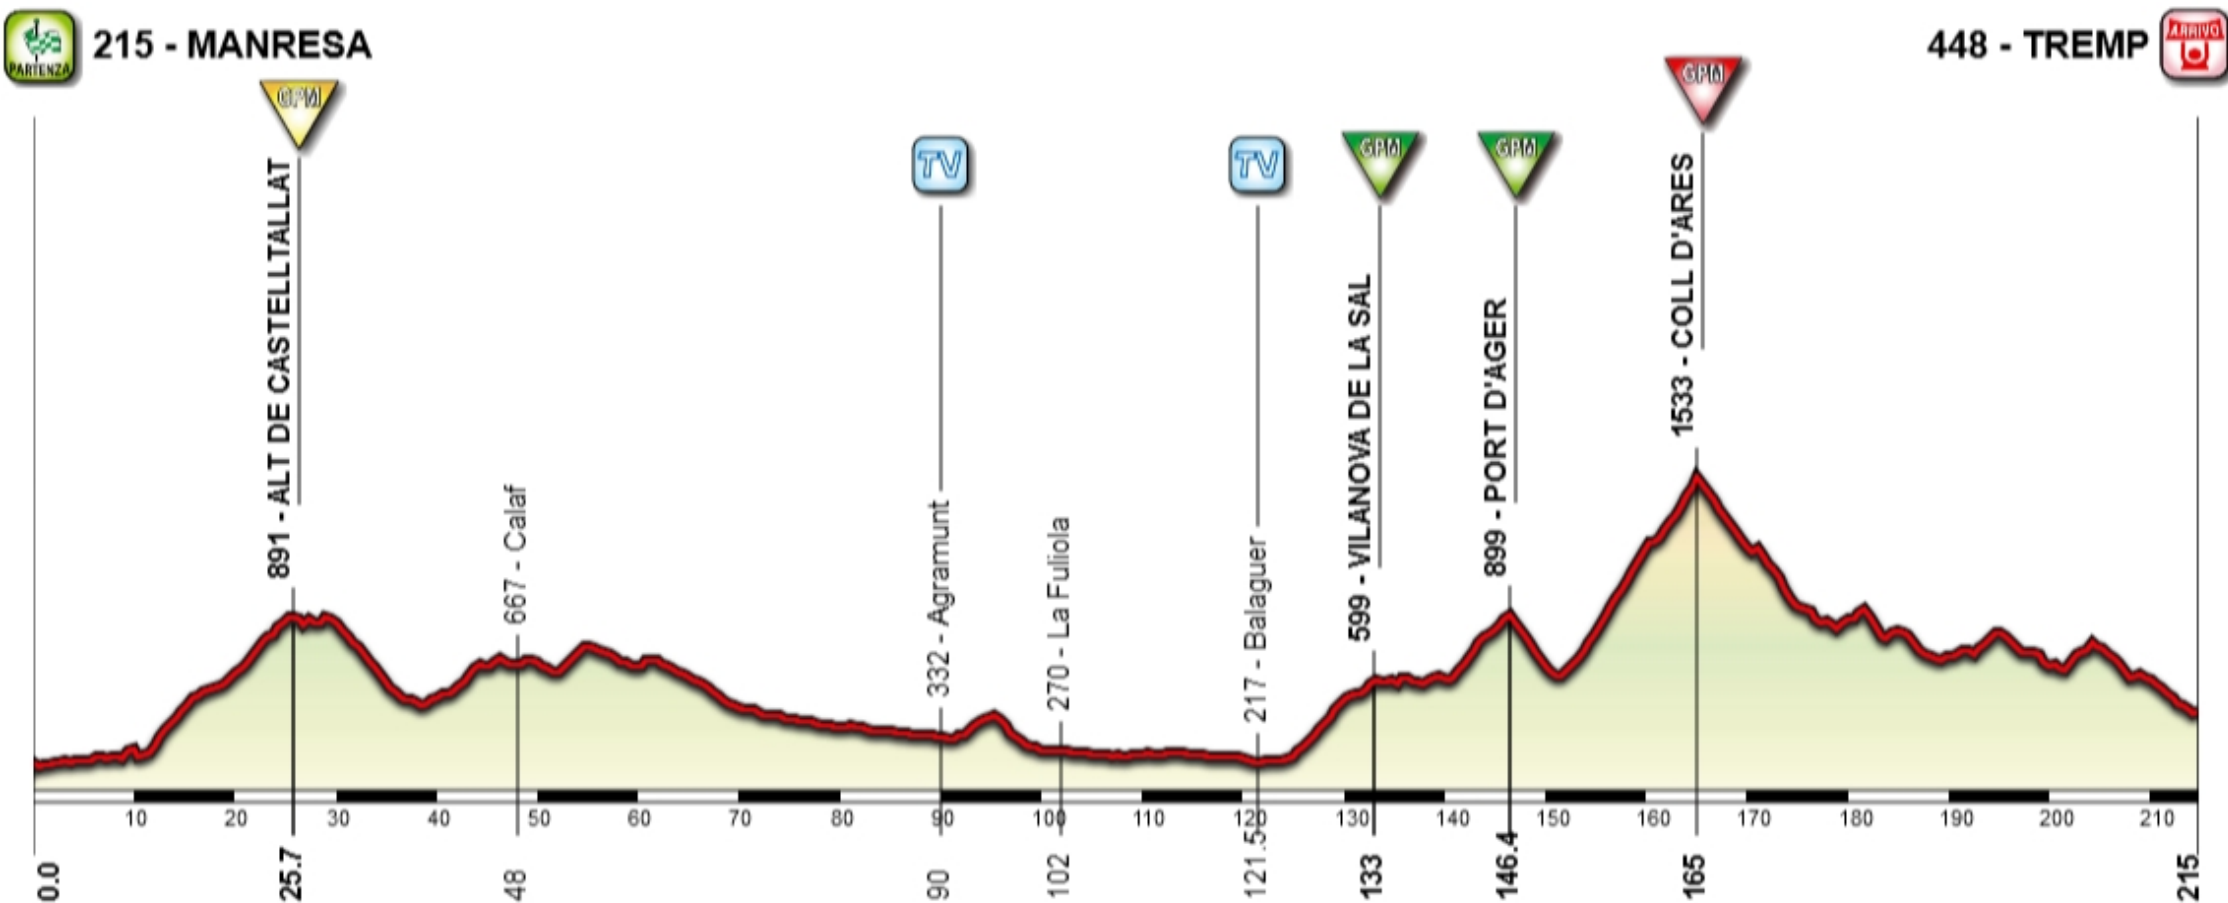 PARTENZA
215 - MANRESA
448 - TREMP
ARRIVO
GPM
891 - ALT DE CASTELLTALLAT
667 - Calaf
TV
332 - Agramunt
270 - La Fuliola
TV
217 - Balaguer
GPM
599 - VILANOVA DE LA SAL
GPM
899 - PORT D'AGER
GPM
1533 - COLL D'ARES
10 20 30 40 50 60 70 80 90 100 110 120 130 140 150 160 170 180 190 200 210
0.0 25.7 48 90 102 121.5 133 146.4 165 215